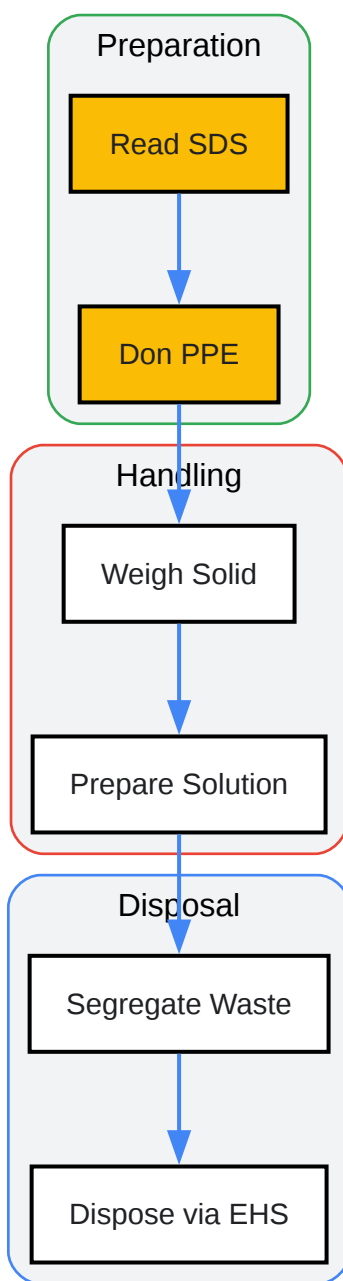 Preparation
Read SDS
Don PPE
Handling
Weigh Solid
Prepare Solution
Disposal
Segregate Waste
Dispose via EHS